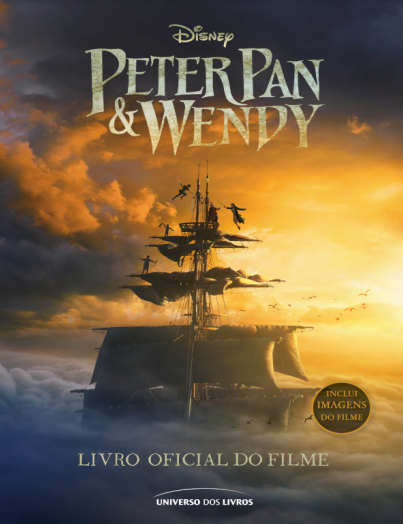 Disney
PETER PAN
& WENDY
INCLUI
IMAGENS
DO FILME
LIVRO OFICIAL DO FILME
UNIVERSO DOS LIVROS